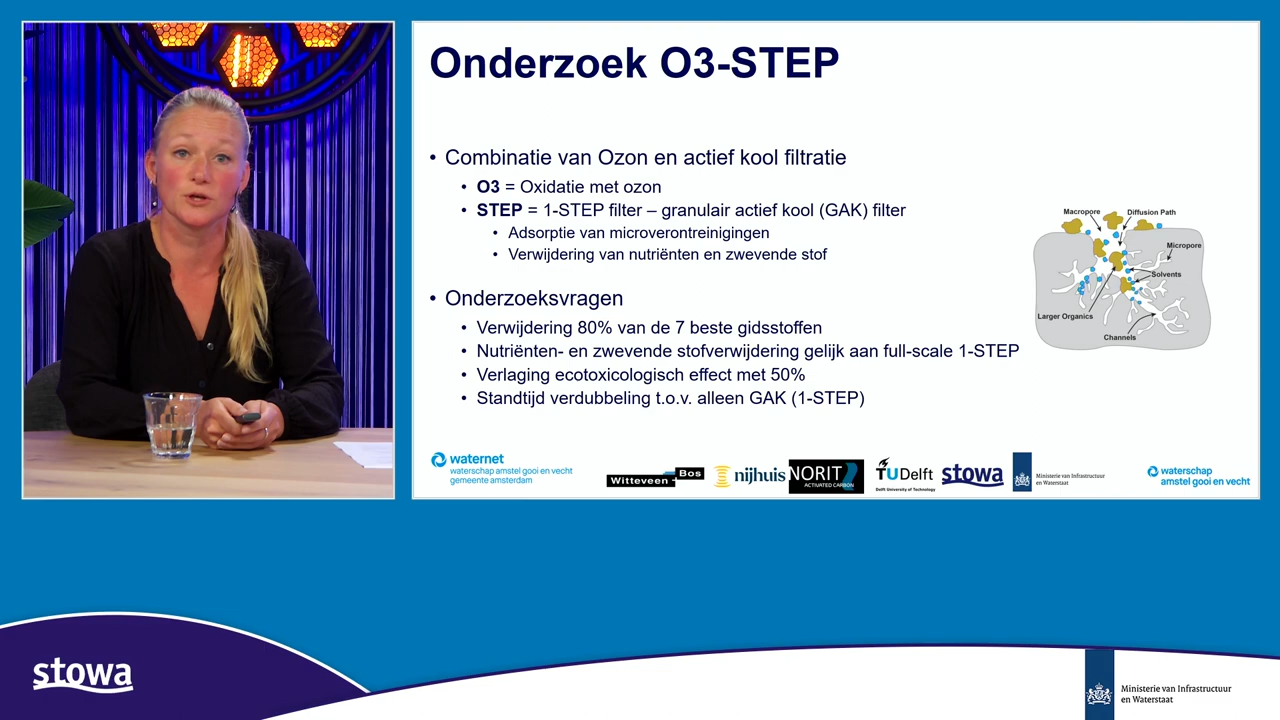 Onderzoek O3-STEP
• Combinatie van Ozon en actief kool filtratie
• O3 = Oxidatie met ozon
• STEP = 1-STEP filter – granulair actief kool (GAK) filter
• Adsorptie van microverontreinigingen
• Verwijdering van nutriënten en zwevende stof
• Onderzoeksvragen
• Verwijdering 80% van de 7 beste gidsstoffen
• Nutriënten- en zwevende stofverwijdering gelijk aan full-scale 1-STEP
• Verlaging ecotoxicologisch effect met 50%
• Standtijd verdubbeling t.o.v. alleen GAK (1-STEP)
Macropore
Diffusion Path
Micropore
Solvents
Larger Organics
Channels
waternet
waterschap amstel gooi en vecht
gemeente amsterdam
Witteveen + Bos
nijhuis
NORIT
ACTIVATED CARBON
TU Delft
Delft University of Technology
stowa
Ministerie van Infrastructuur
en Waterstaat
waterschap
amstel gooi en vecht
stowa
Ministerie van Infrastructuur
en Waterstaat